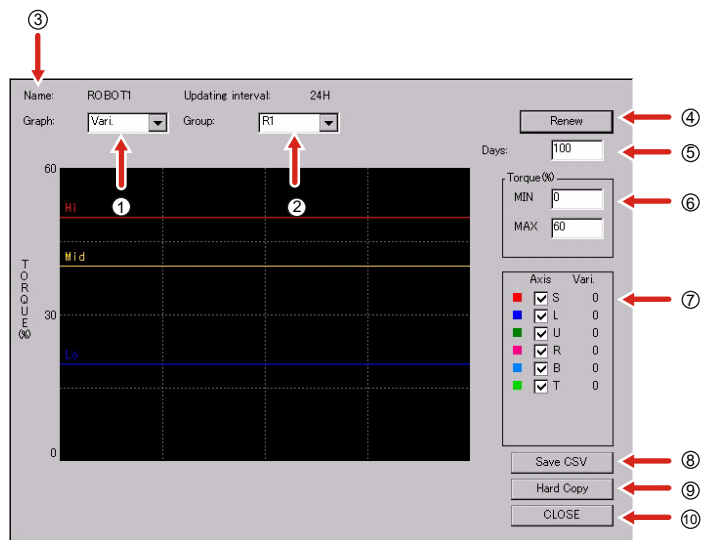 ③
Name: ROBOT1 Updating interval: 24H
Graph: Vari. Group: R1
Renew ④
Days: 100 ⑤
① ②
60
Hi
Mid
30
Lo
0
TORQUE(%)
Torque(%)
MIN 0 ⑥
MAX 60
Axis Vari.
S 0 ⑦
L 0
U 0
R 0
B 0
T 0
Save CSV ⑧
Hard Copy ⑨
CLOSE ⑩